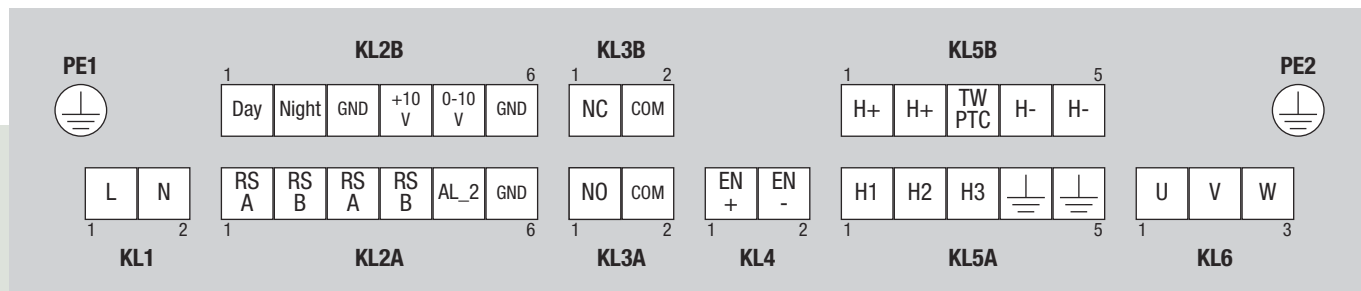 KL2B KL3B KL5B
PE1 PE2
1 6 1 2 1 5
Day Night GND +10 V 0-10 V GND NC COM H+ H+ TW PTC H- H-
L N RS A RS B RS A RS B AL_2 GND NO COM EN + EN - H1 H2 H3 U V W
1 2 1 6 1 2 1 2 1 5 1 3
KL1 KL2A KL3A KL4 KL5A KL6